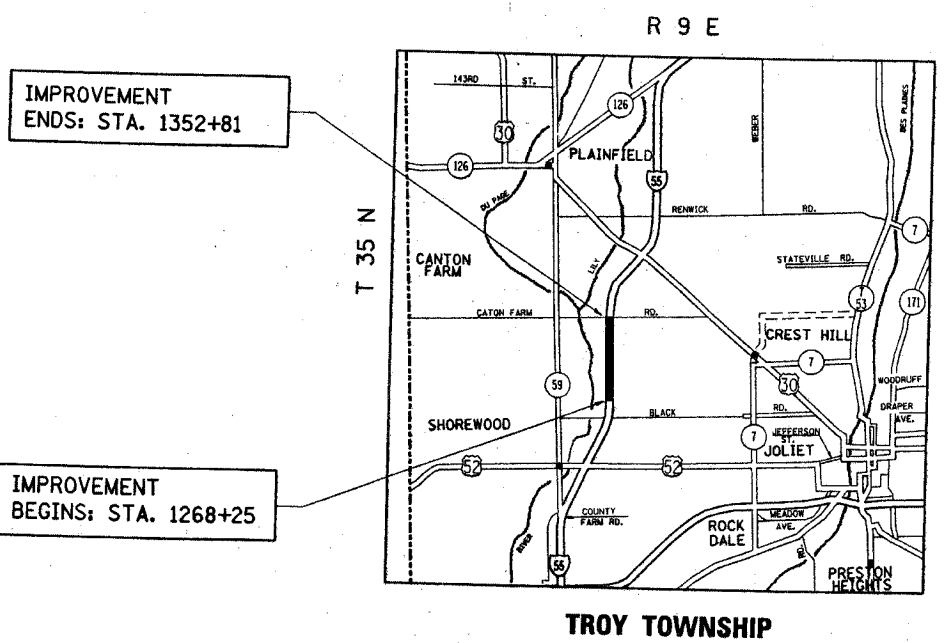 R 9 E
IMPROVEMENT
ENDS: STA. 1352+81
T 35 N
143RD ST.
30
126
126
PLAINFIELD
WEBER
DES PLAINES
55
DU PAGE
RENWICK RD.
7
CANTON
FARM
LILY
STATEVILLE RD.
53
171
CATON FARM RD.
CREST HILL
7
30
59
WOODRUFF
SHOREWOOD
BLACK RD.
DRAPER
AVE.
7
JEFFERSON
ST.
JOLIET
52
52
IMPROVEMENT
BEGINS: STA. 1268+25
COUNTY
FARM RD.
ROCK
DALE
MEADOW
AVE.
RIVER
RD.
55
PRESTON
HEIGHTS
TROY TOWNSHIP